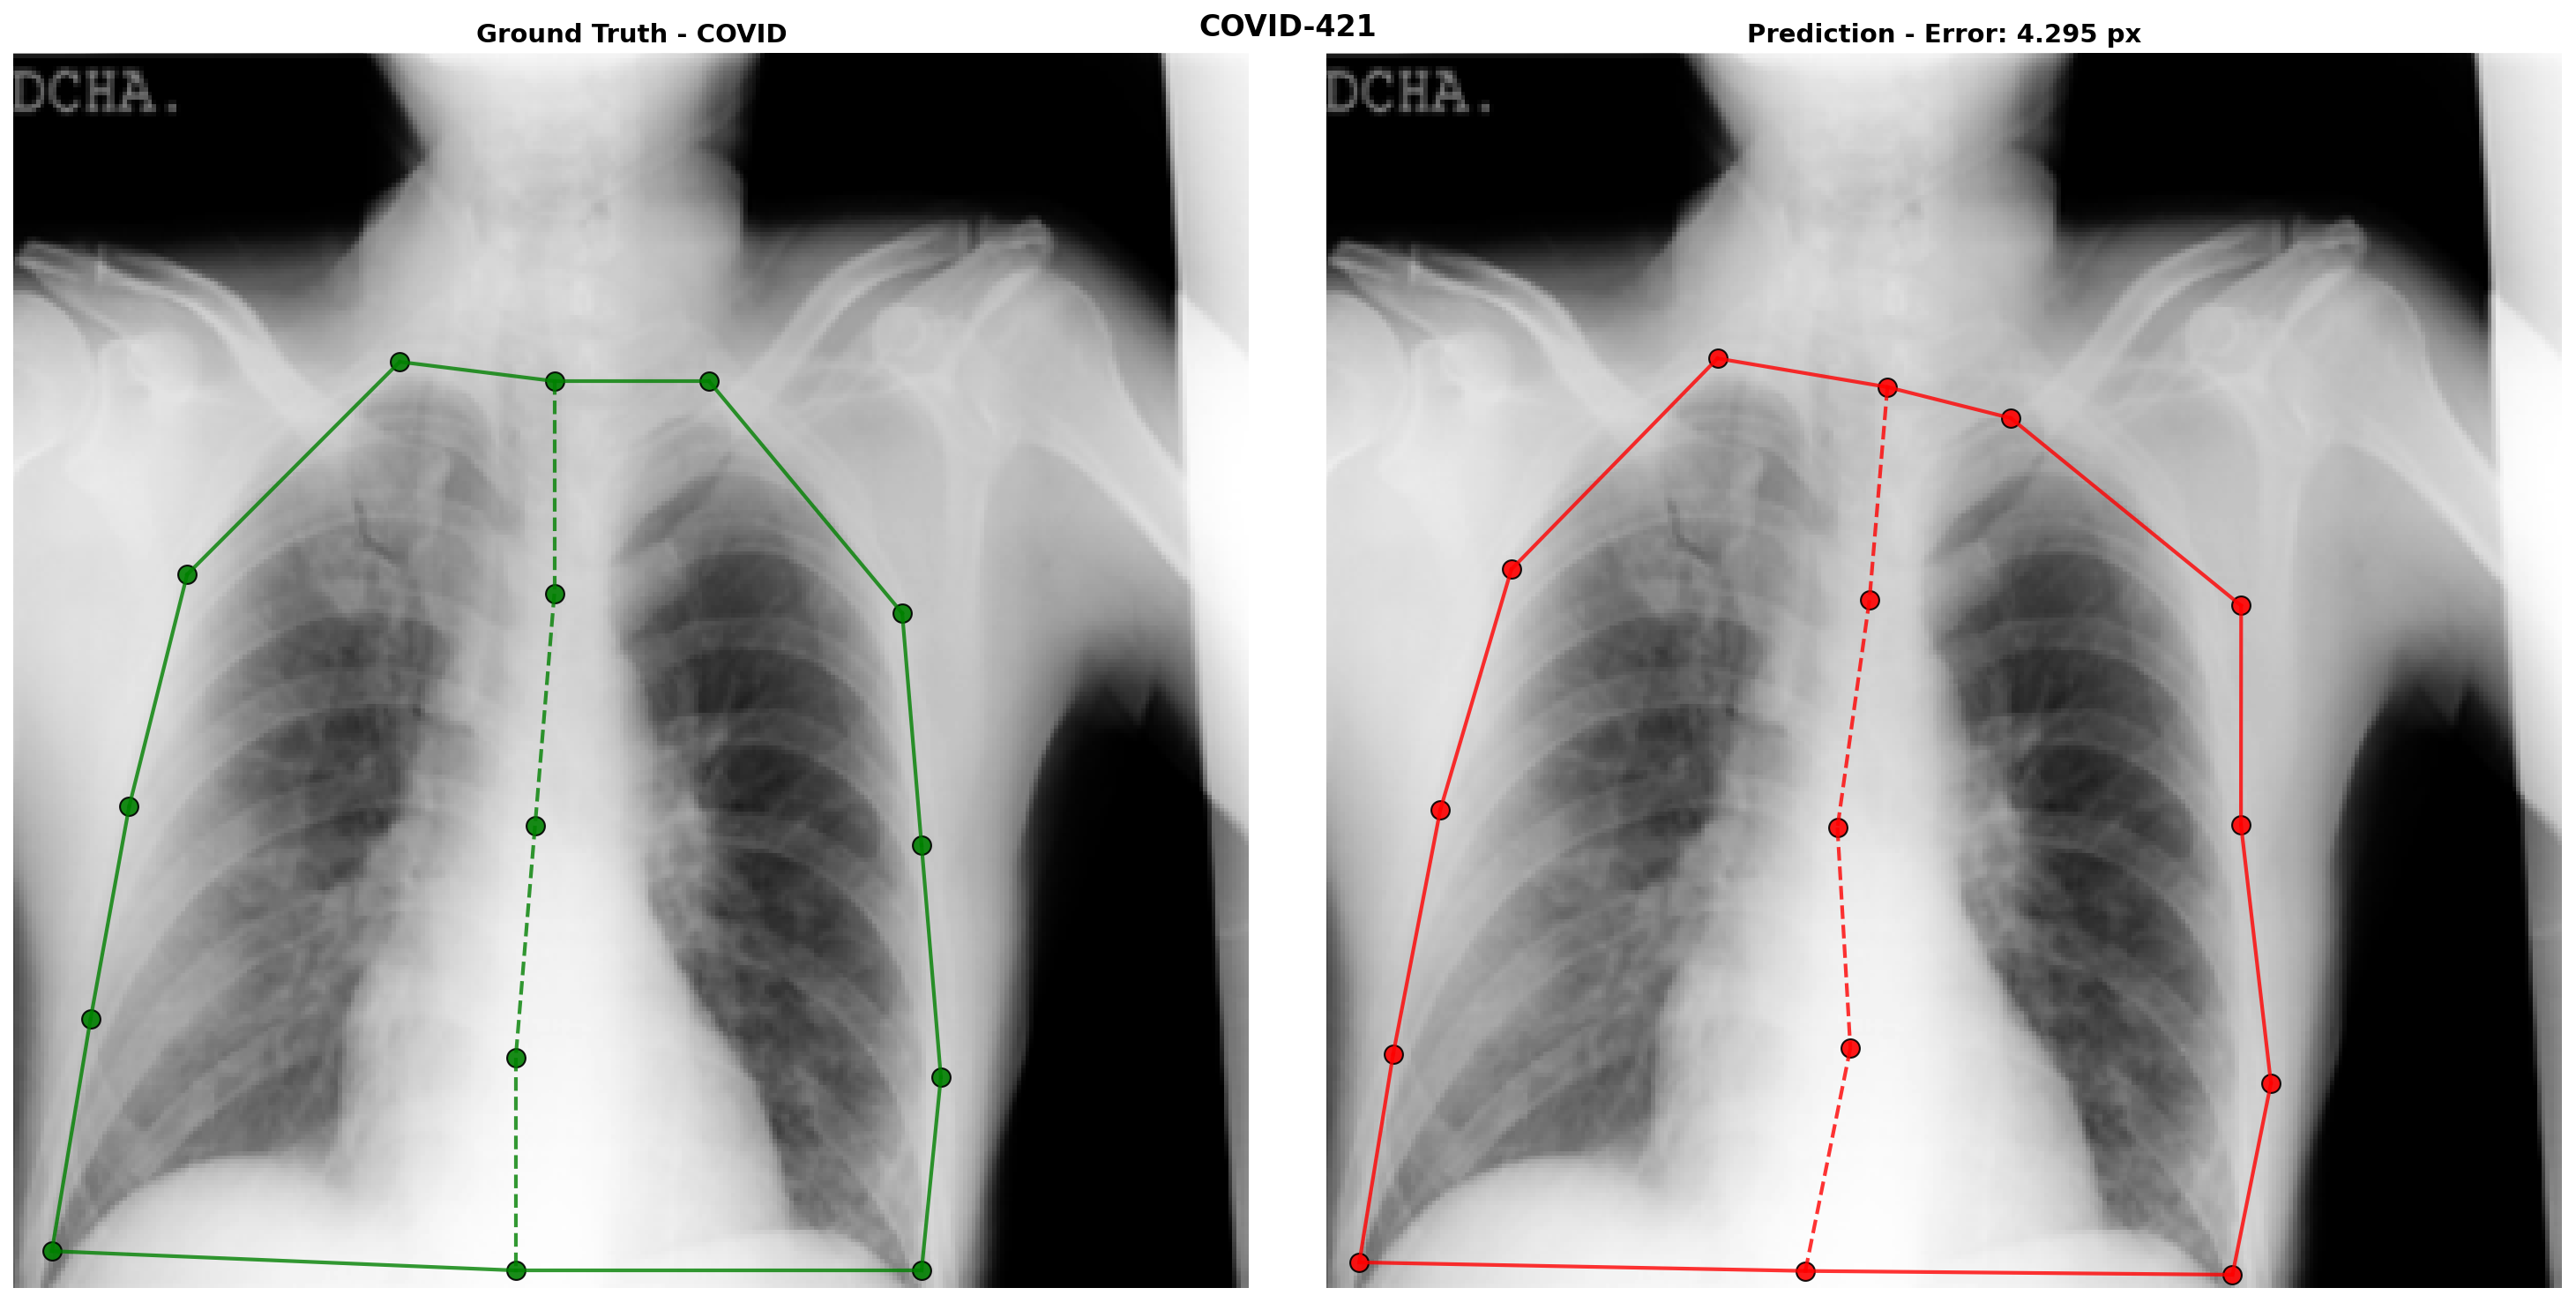 COVID-421
Ground Truth - COVID
Prediction - Error: 4.295 px
DCHA.
DCHA.